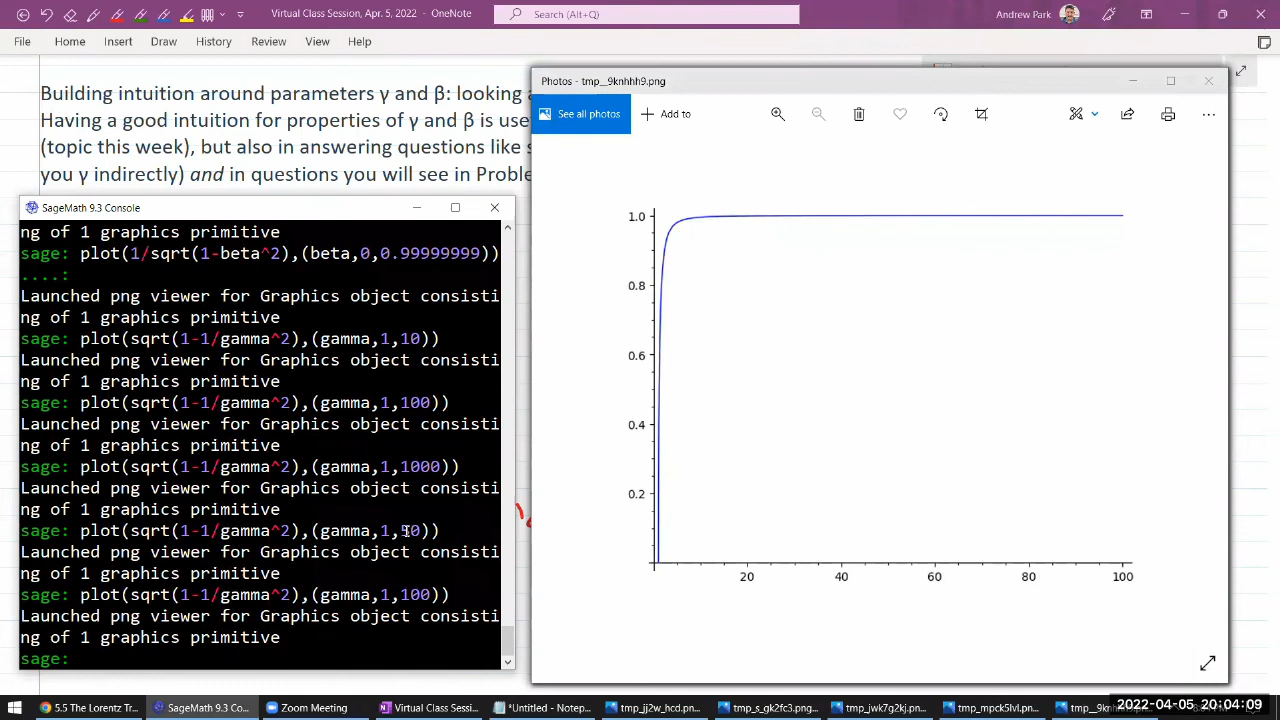 Virtual Class Session, Apr. 5, 2022 - OneNote
Search (Alt+Q)
Andrew Park
File Home Insert Draw History Review View Help
Building intuition around parameters γ and β: looking
Having a good intuition for properties of γ and β is use
(topic this week), but also in answering questions like s
you γ indirectly) and in questions you will see in Proble
SageMath 9.3 Console
ng of 1 graphics primitive
sage: plot(1/sqrt(1-beta^2),(beta,0,0.99999999))
....:
Launched png viewer for Graphics object consisti
ng of 1 graphics primitive
sage: plot(sqrt(1-1/gamma^2),(gamma,1,10))
Launched png viewer for Graphics object consisti
ng of 1 graphics primitive
sage: plot(sqrt(1-1/gamma^2),(gamma,1,100))
Launched png viewer for Graphics object consisti
ng of 1 graphics primitive
sage: plot(sqrt(1-1/gamma^2),(gamma,1,1000))
Launched png viewer for Graphics object consisti
ng of 1 graphics primitive
sage: plot(sqrt(1-1/gamma^2),(gamma,1,50))
Launched png viewer for Graphics object consisti
ng of 1 graphics primitive
sage: plot(sqrt(1-1/gamma^2),(gamma,1,100))
Launched png viewer for Graphics object consisti
ng of 1 graphics primitive
sage:
Photos - tmp__9knhhh9.png
See all photos
Add to
1.0
0.8
0.6
0.4
0.2
20 40 60 80 100
5.5 The Lorentz Tr...
SageMath 9.3 Co...
Zoom Meeting
Virtual Class Sessi...
*Untitled - Notep...
tmp_jj2w_hcd.pn...
tmp_s_gk2fc3.png...
tmp_jwk7g2kj.pn...
tmp_mpck5lvl.pn...
2022-04-05 20:04:09